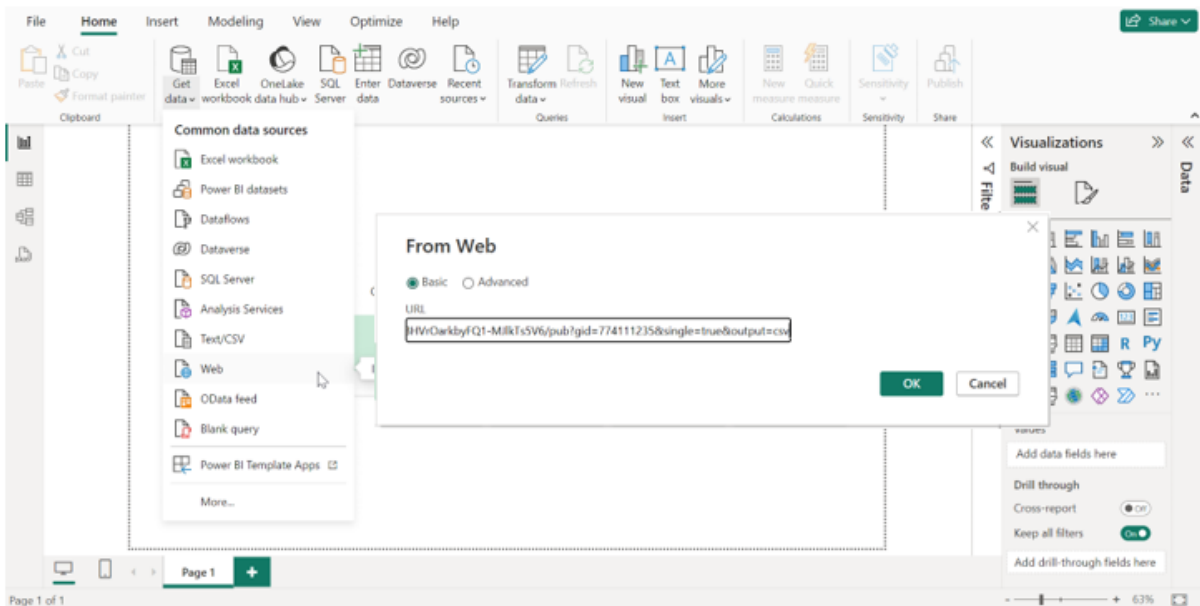 File Home Insert Modeling View Optimize Help Share
Cut
Copy
Format painter
Paste
Clipboard
Get data
Excel workbook
OneLake data hub
SQL Server
Enter data
Dataverse
Recent sources
Transform data
Refresh
Queries
New visual
Text box
More visuals
Insert
New measure
Quick measure
Calculations
Sensitivity
Sensitivity
Publish
Share
Common data sources
Excel workbook
Power BI datasets
Dataflows
Dataverse
SQL Server
Analysis Services
Text/CSV
Web
OData feed
Blank query
Power BI Template Apps
More...
From Web
Basic Advanced
URL
pub?gid=774111235&single=true&output=csv
OK Cancel
Visualizations
Build visual
Data
R Py
Values
Add data fields here
Drill through
Cross-report Off
Keep all filters On
Add drill-through fields here
Page 1
Page 1 of 1
63%